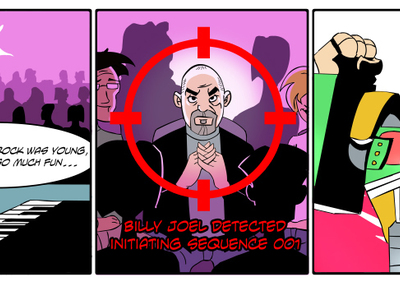 ROCK WAS YOUNG,
SO MUCH FUN...
BILLY JOEL DETECTED
INITIATING SEQUENCE 001